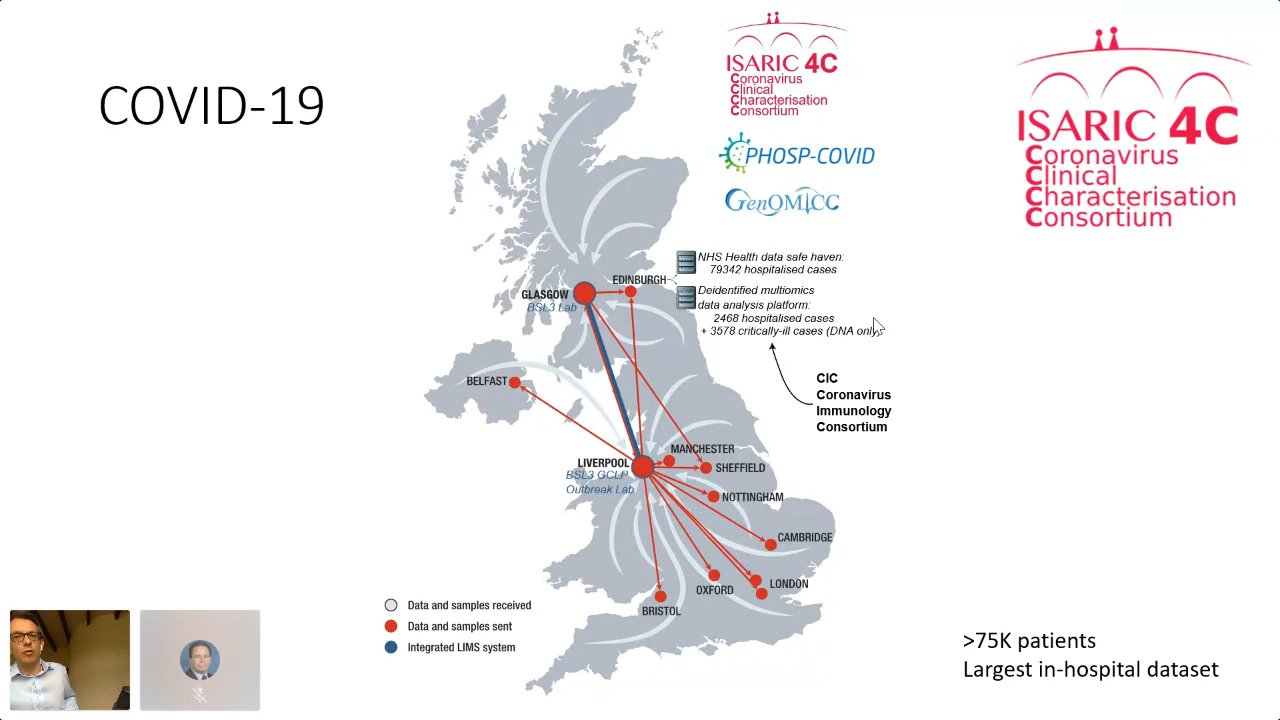 COVID-19
ISARIC 4C
Coronavirus
Clinical
Characterisation
Consortium
PHOSP-COVID
GenOMICC
ISARIC 4C
Coronavirus
Clinical
Characterisation
Consortium
NHS Health data safe haven:
79342 hospitalised cases
EDINBURGH
Deidentified multiomics
data analysis platform:
2468 hospitalised cases
+ 3578 critically-ill cases (DNA only)
GLASGOW
BSL3 Lab
CIC
Coronavirus
Immunology
Consortium
BELFAST
MANCHESTER
LIVERPOOL
BSL3 GCLP
Outbreak Lab
SHEFFIELD
NOTTINGHAM
CAMBRIDGE
LONDON
OXFORD
BRISTOL
Data and samples received
Data and samples sent
Integrated LIMS system
>75K patients
Largest in-hospital dataset